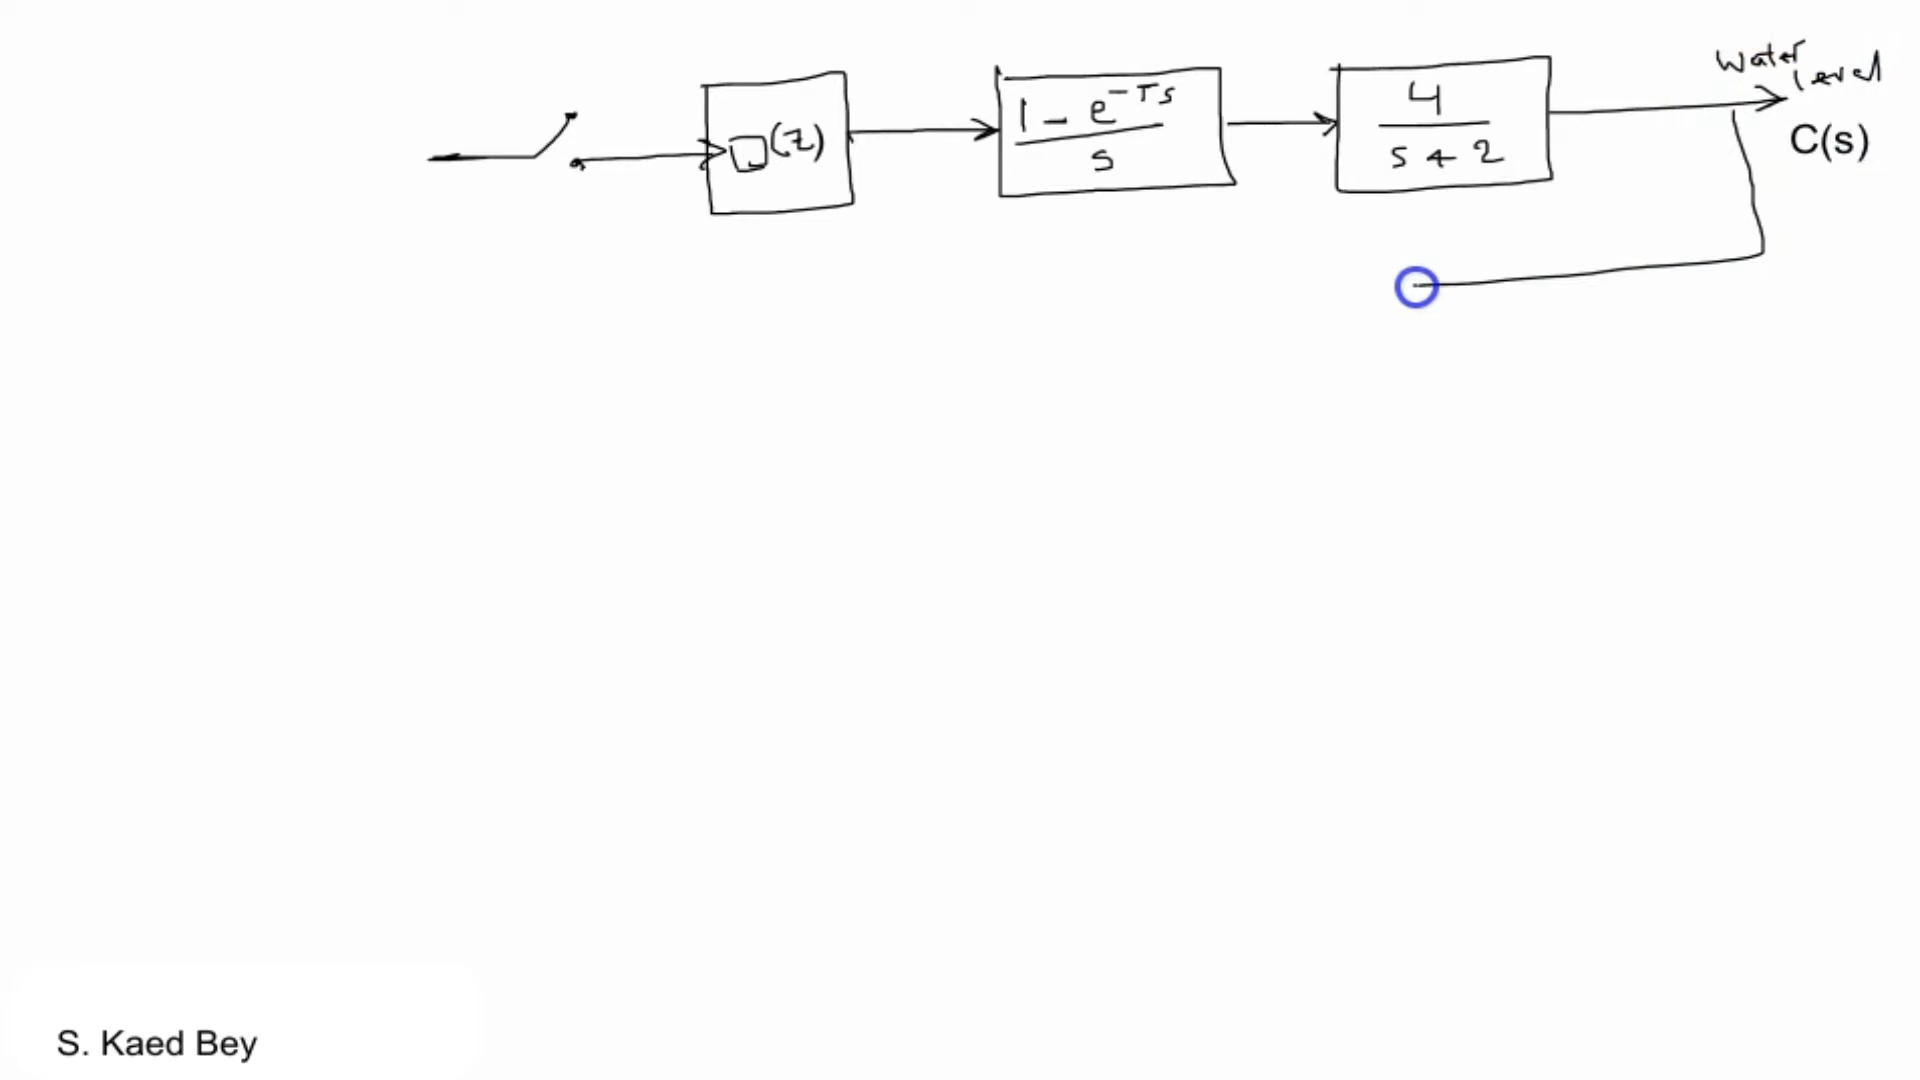 Water
level
D(z)
1 - e^-Ts
s
4
s + 2
C(s)
S. Kaed Bey